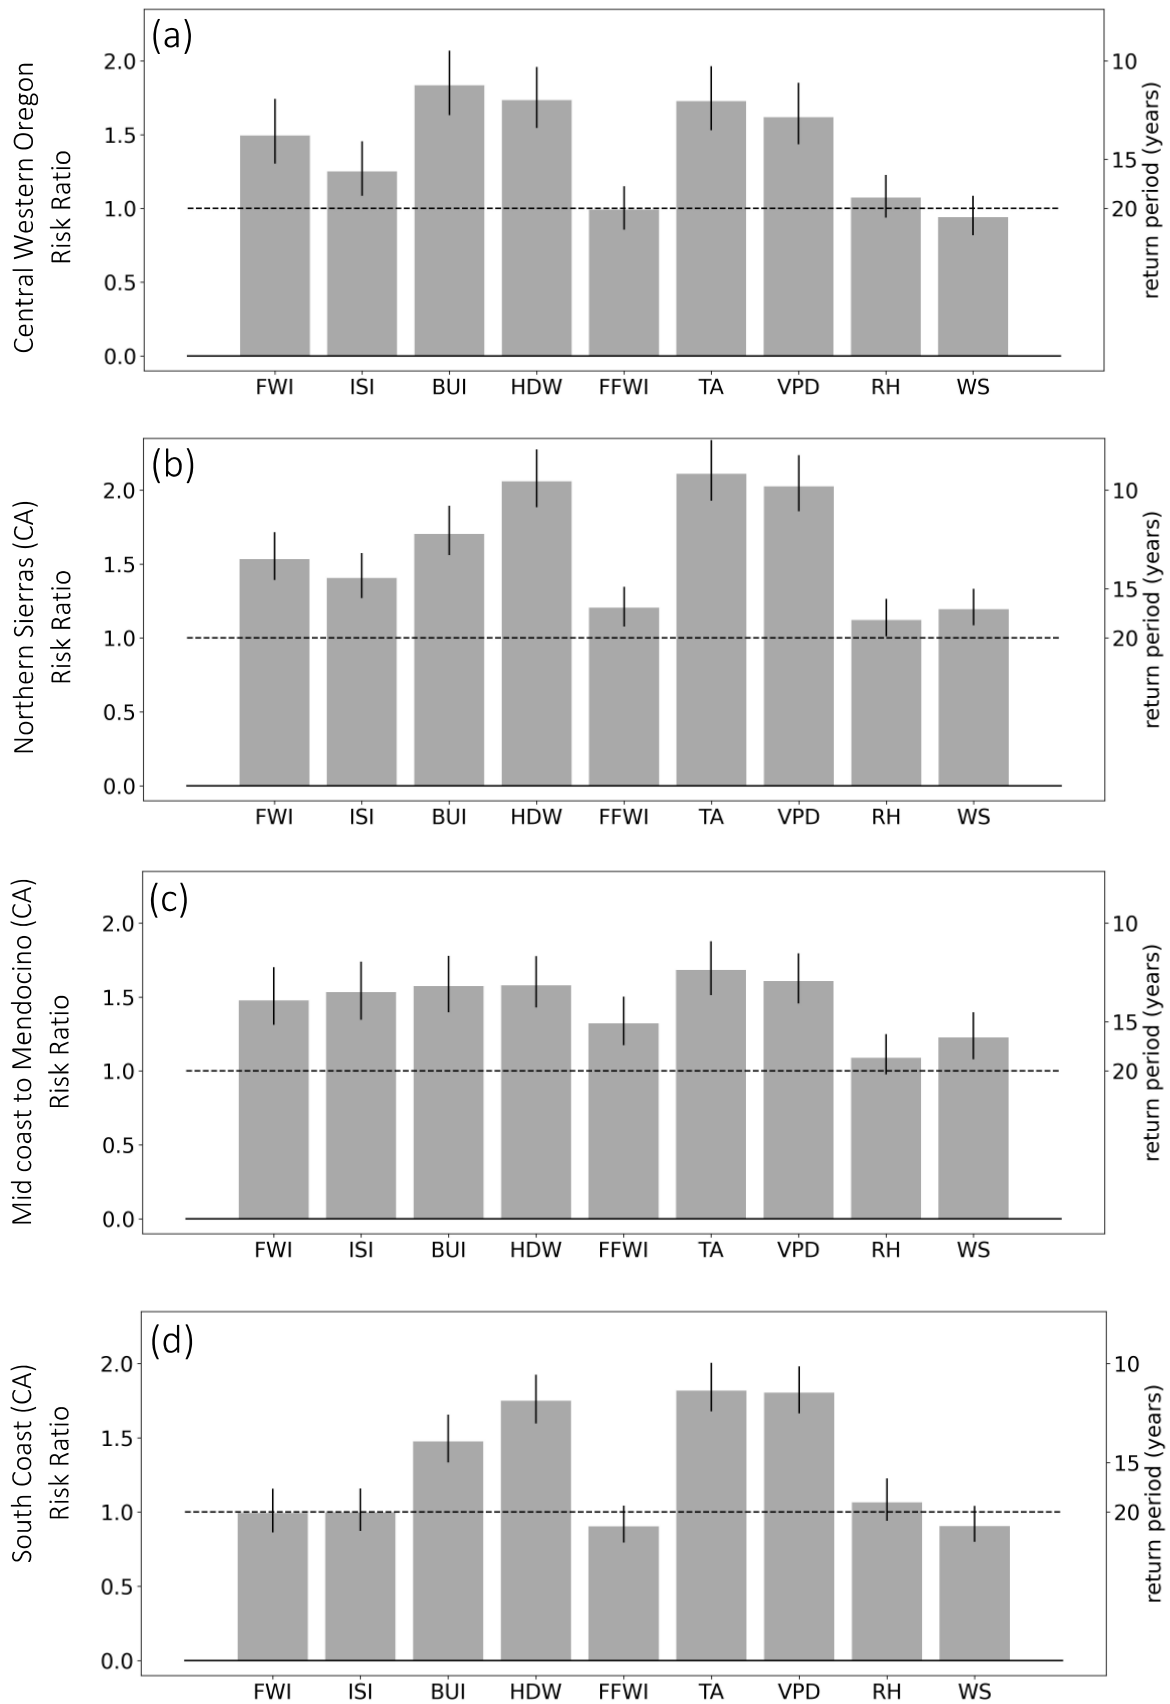 (a)
Central Western Oregon
Risk Ratio
2.0
1.5
1.0
0.5
0.0
10
15
20
return period (years)
FWI ISI BUI HDW FFWI TA VPD RH WS
(b)
Northern Sierras (CA)
Risk Ratio
2.0
1.5
1.0
0.5
0.0
10
15
20
return period (years)
FWI ISI BUI HDW FFWI TA VPD RH WS
(c)
Mid coast to Mendocino (CA)
Risk Ratio
2.0
1.5
1.0
0.5
0.0
10
15
20
return period (years)
FWI ISI BUI HDW FFWI TA VPD RH WS
(d)
South Coast (CA)
Risk Ratio
2.0
1.5
1.0
0.5
0.0
10
15
20
return period (years)
FWI ISI BUI HDW FFWI TA VPD RH WS